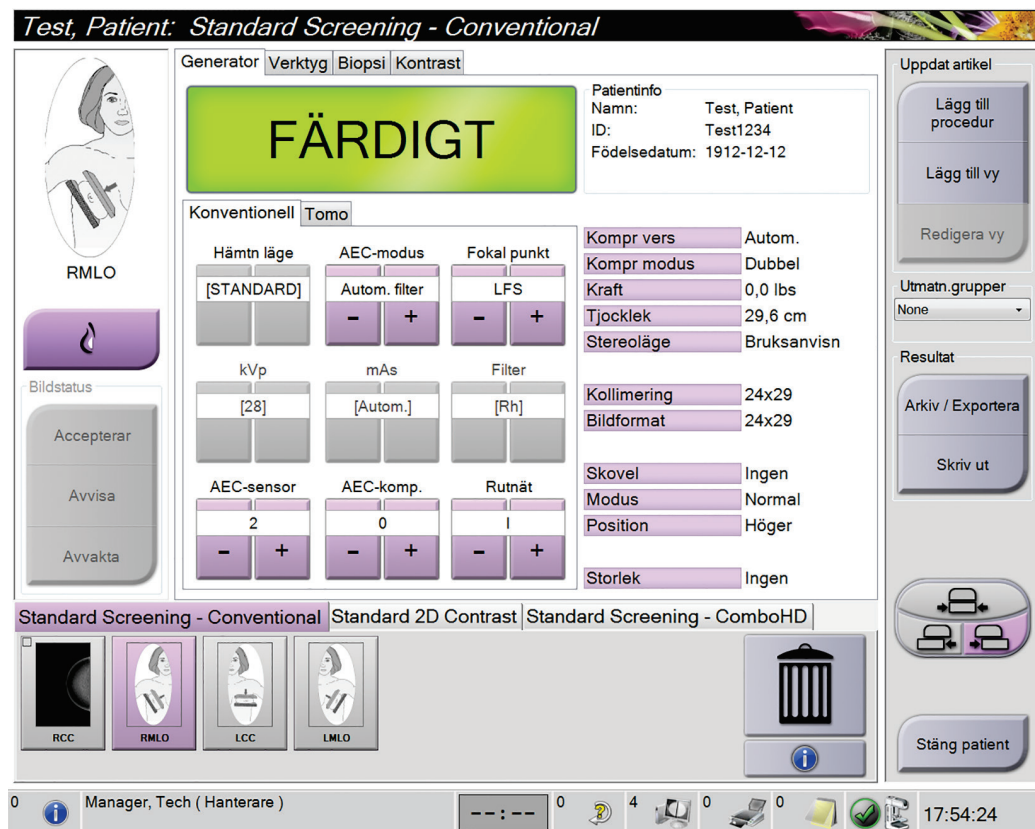 Test, Patient: Standard Screening - Conventional
RMLO
Bildstatus
Accepterar
Avvisa
Avvakta
Generator Verktyg Biopsi Kontrast
FÄRDIGT
Patientinfo
Namn: Test, Patient
ID: Test1234
Födelsedatum: 1912-12-12
Konventionell Tomo
Hämtn läge AEC-modus Fokal punkt
[STANDARD] Autom. filter LFS
- + - +
kVp mAs Filter
[28] [Autom.] [Rh]
AEC-sensor AEC-komp. Rutnät
2 0 I
- + - + - +
Kompr vers Autom.
Kompr modus Dubbel
Kraft 0,0 lbs
Tjocklek 29,6 cm
Stereoläge Bruksanvisn
Kollimering 24x29
Bildformat 24x29
Skovel Ingen
Modus Normal
Position Höger
Storlek Ingen
Uppdat artikel
Lägg till
procedur
Lägg till vy
Redigera vy
Utmatn.grupper
None
Resultat
Arkiv / Exportera
Skriv ut
Stäng patient
Standard Screening - Conventional Standard 2D Contrast Standard Screening - ComboHD
RCC RMLO LCC LMLO
0 Manager, Tech ( Hanterare ) --:-- 0 4 0 0 17:54:24